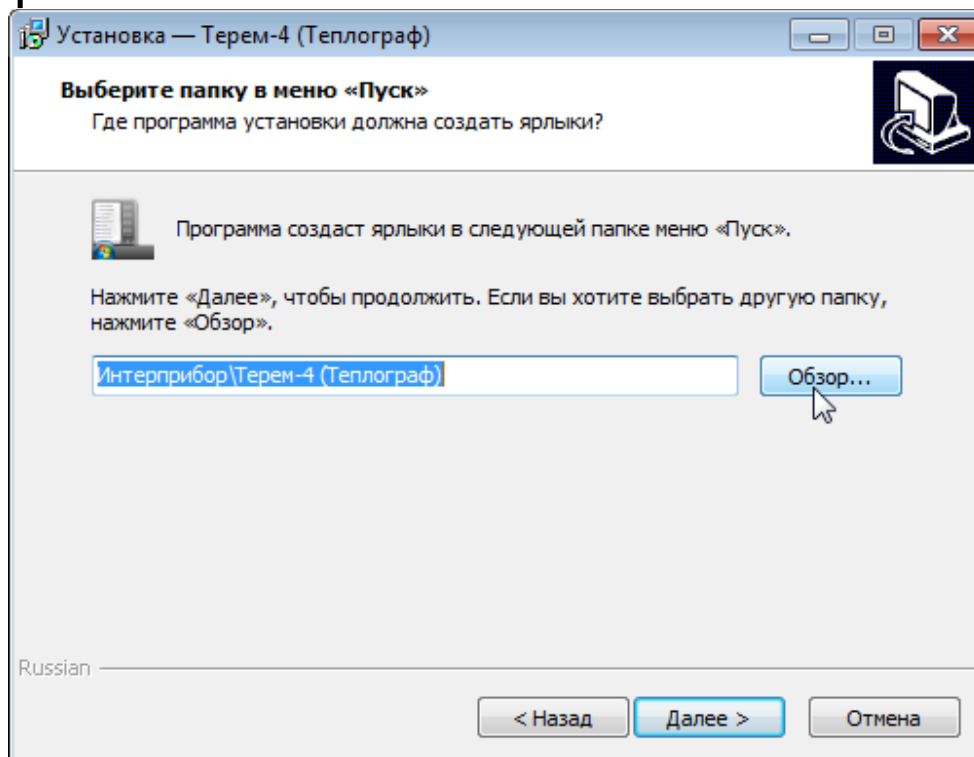 Установка — Терем-4 (Теплограф)
Выберите папку в меню «Пуск»
Где программа установки должна создать ярлыки?
Программа создаст ярлыки в следующей папке меню «Пуск».
Нажмите «Далее», чтобы продолжить. Если вы хотите выбрать другую папку,
нажмите «Обзор».
Интерприбор\Терем-4 (Теплограф)
Обзор...
Russian
< Назад
Далее >
Отмена